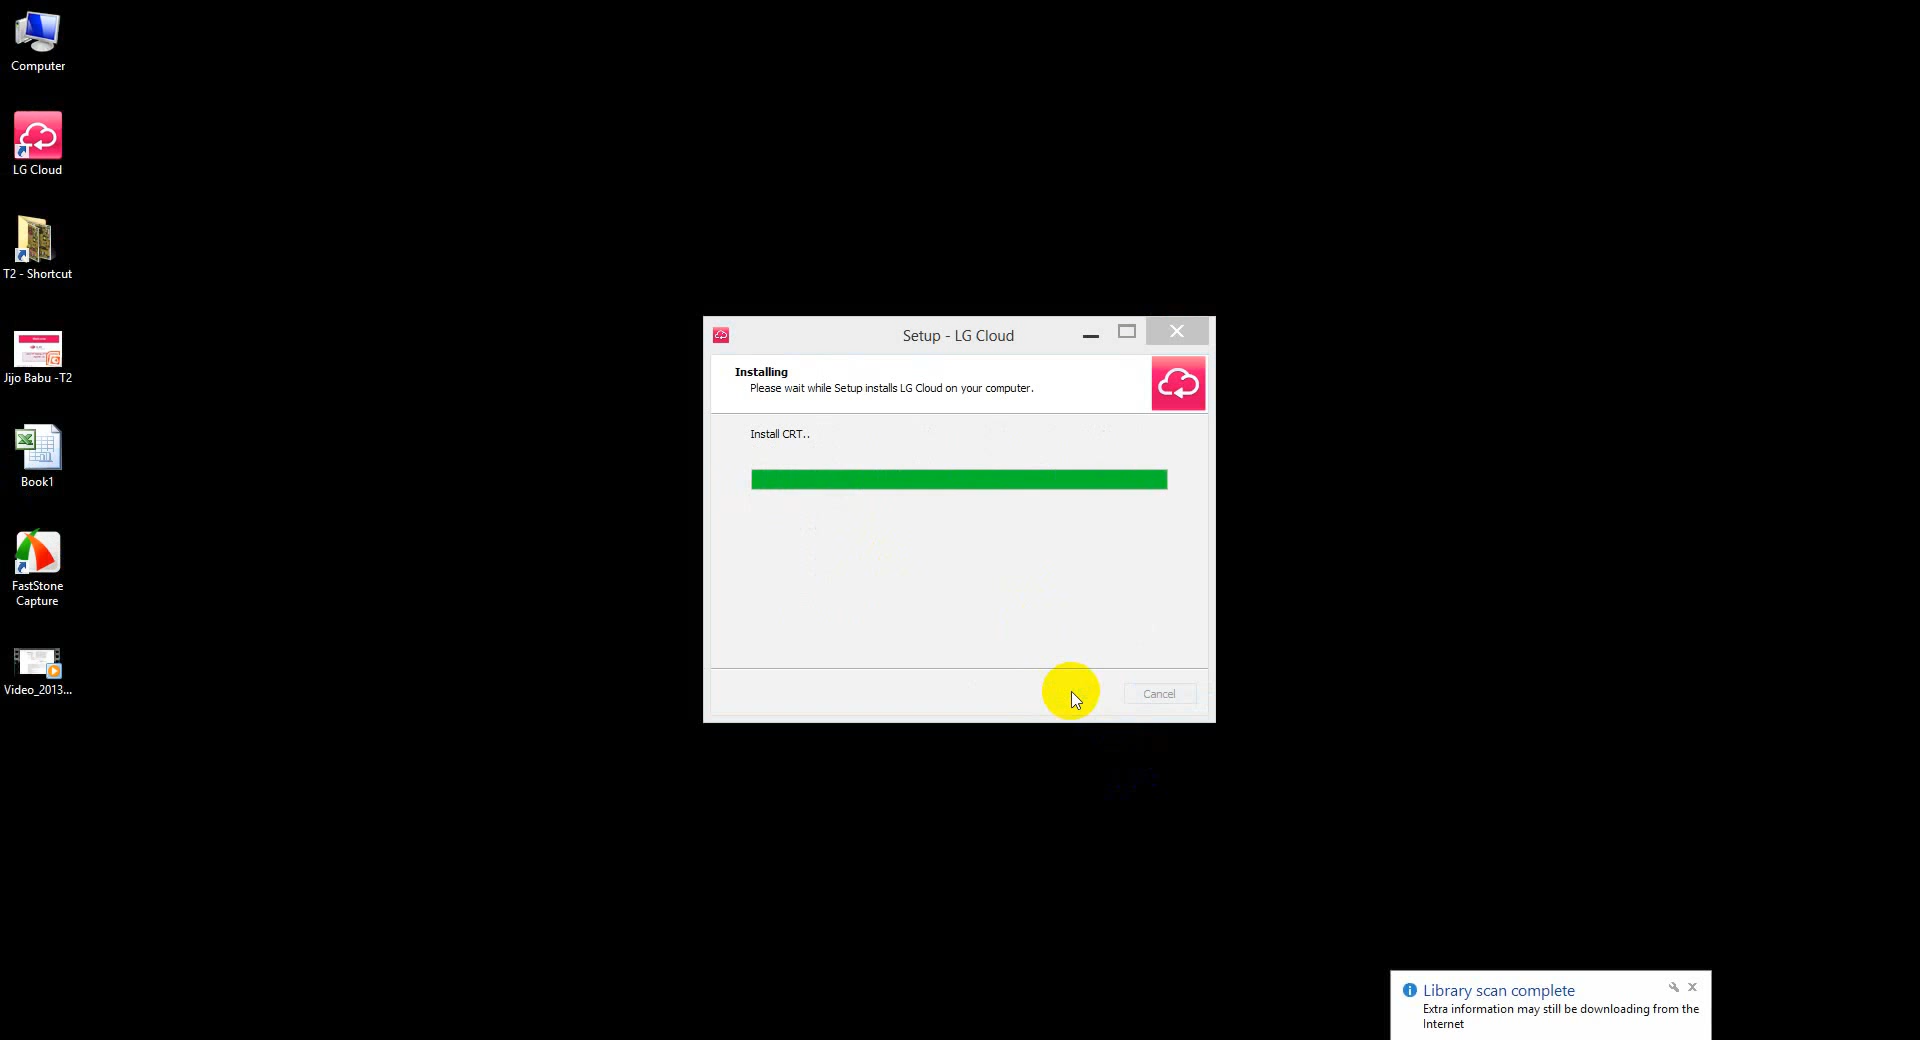 Computer
LG Cloud
T2 - Shortcut
Jijo Babu -T2
Book1
FastStone
Capture
Video_2013...
Setup - LG Cloud
Installing
Please wait while Setup installs LG Cloud on your computer.
Install CRT..
Cancel
Library scan complete
Extra information may still be downloading from the
Internet